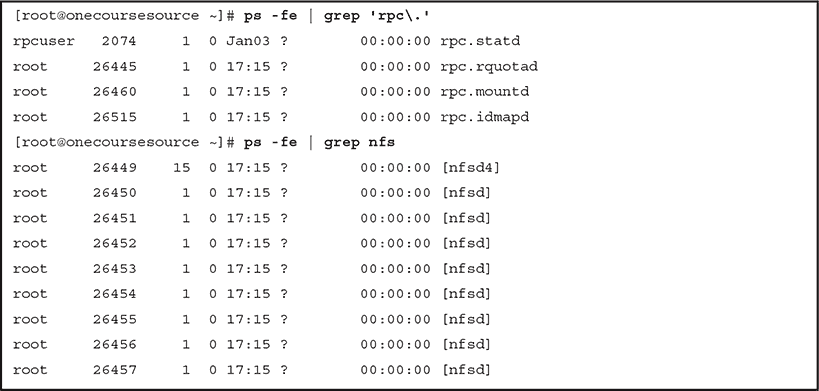 [root@onecoursesource ~]# ps -fe | grep 'rpc\.'
rpcuser   2074     1  0 Jan03 ?        00:00:00 rpc.statd
root     26445     1  0 17:15 ?        00:00:00 rpc.rquotad
root     26460     1  0 17:15 ?        00:00:00 rpc.mountd
root     26515     1  0 17:15 ?        00:00:00 rpc.idmapd
[root@onecoursesource ~]# ps -fe | grep nfs
root     26449    15  0 17:15 ?        00:00:00 [nfsd4]
root     26450     1  0 17:15 ?        00:00:00 [nfsd]
root     26451     1  0 17:15 ?        00:00:00 [nfsd]
root     26452     1  0 17:15 ?        00:00:00 [nfsd]
root     26453     1  0 17:15 ?        00:00:00 [nfsd]
root     26454     1  0 17:15 ?        00:00:00 [nfsd]
root     26455     1  0 17:15 ?        00:00:00 [nfsd]
root     26456     1  0 17:15 ?        00:00:00 [nfsd]
root     26457     1  0 17:15 ?        00:00:00 [nfsd]